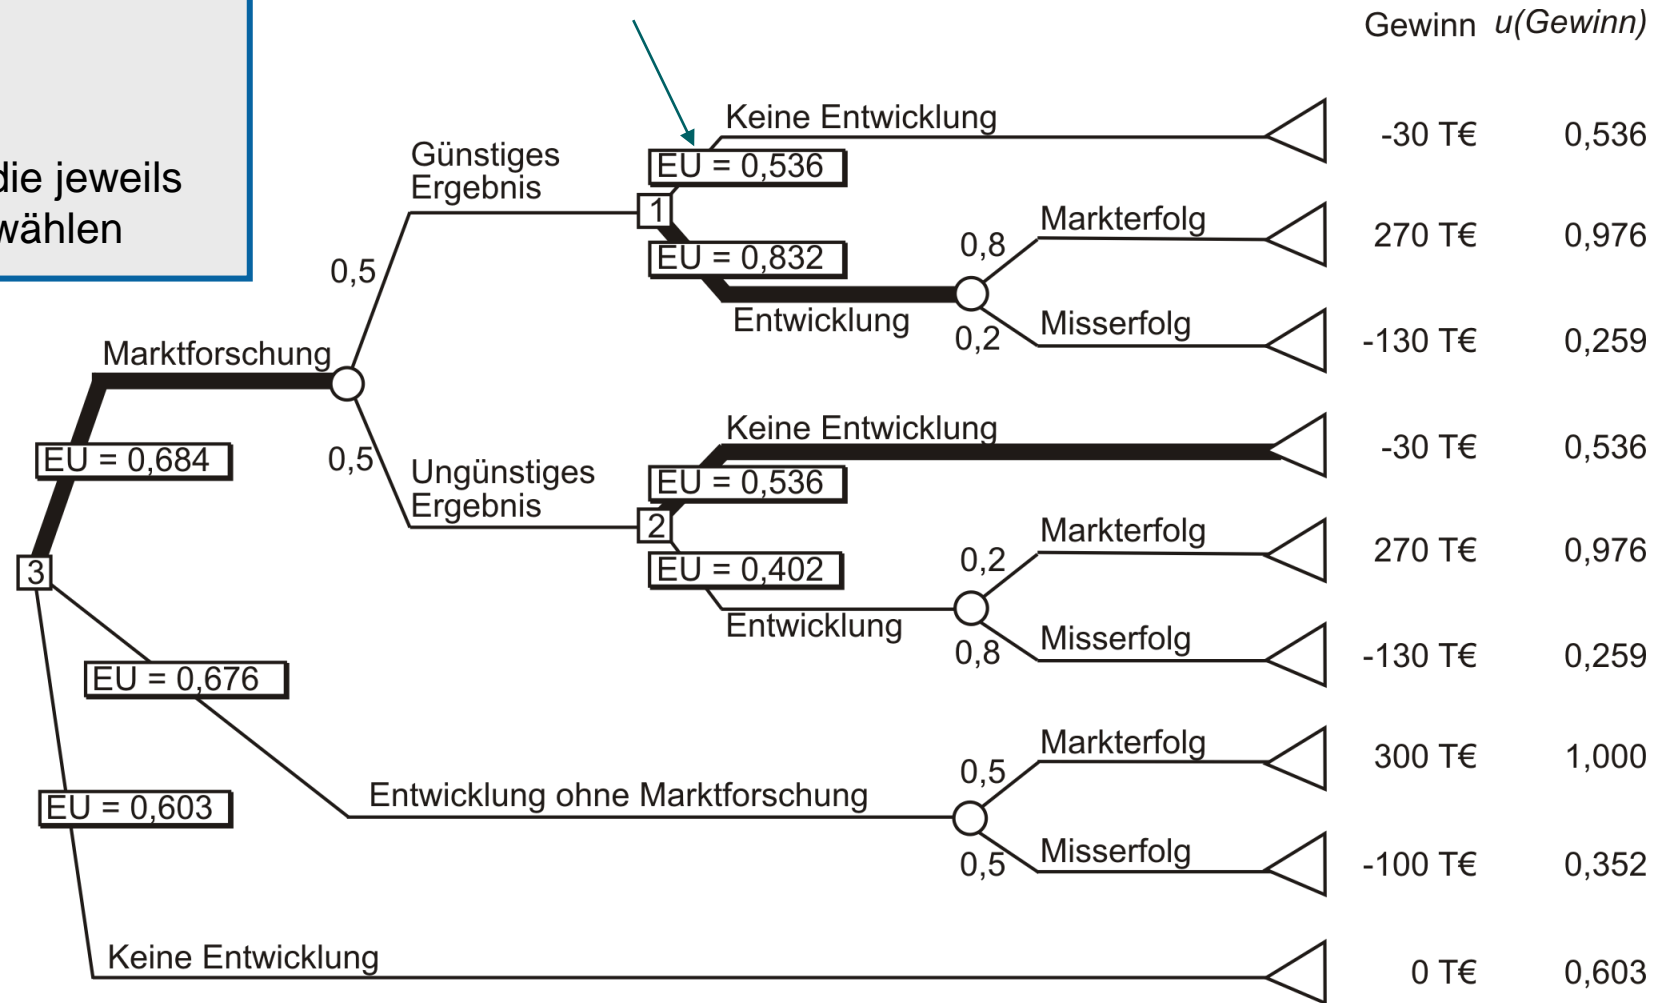 die jeweils
wählen
Gewinn u(Gewinn)
Keine Entwicklung
-30 T€ 0,536
Günstiges
Ergebnis
EU = 0,536
1
EU = 0,832
0,5
Entwicklung
0,8
Markterfolg
270 T€ 0,976
0,2
Misserfolg
-130 T€ 0,259
Marktforschung
EU = 0,684
0,5
Ungünstiges
Ergebnis
Keine Entwicklung
-30 T€ 0,536
EU = 0,536
2
EU = 0,402
Entwicklung
0,2
Markterfolg
270 T€ 0,976
0,8
Misserfolg
-130 T€ 0,259
3
EU = 0,676
Entwicklung ohne Marktforschung
0,5
Markterfolg
300 T€ 1,000
0,5
Misserfolg
-100 T€ 0,352
EU = 0,603
Keine Entwicklung
0 T€ 0,603